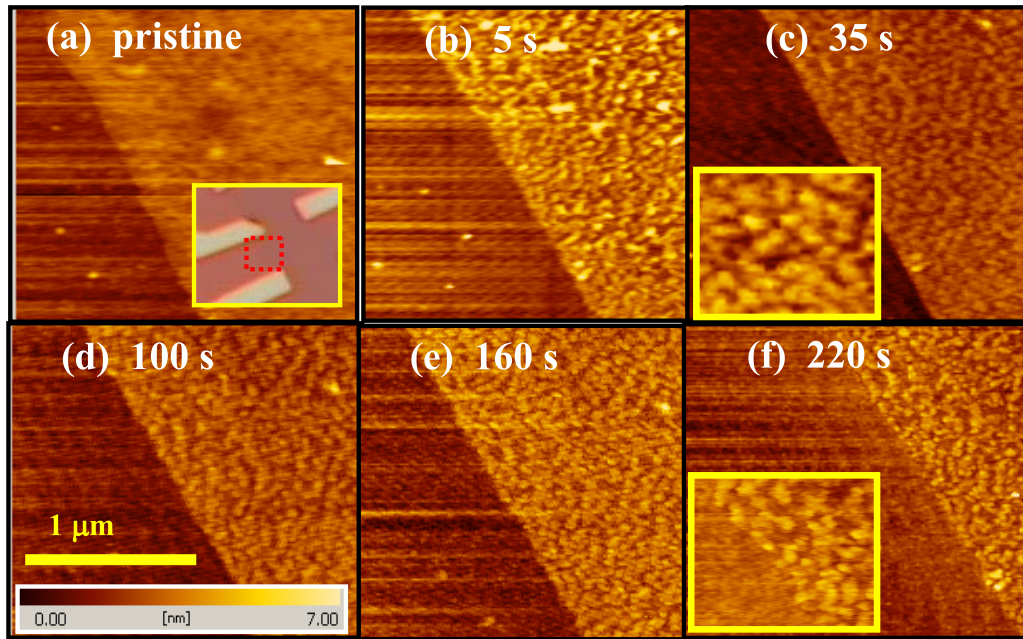 (a) pristine
(b) 5 s
(c) 35 s
(d) 100 s
(e) 160 s
(f) 220 s
1 μm
0.00 [nm] 7.00